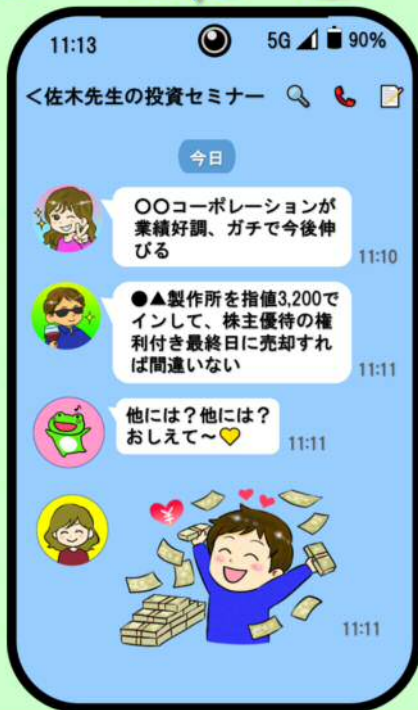 11:13
5G
90%
<佐木先生の投資セミナー
今日
〇〇コーポレーションが
業績好調、ガチで今後伸
びる
11:10
●▲製作所を指値3,200で
インして、株主優待の権
利付き最終日に売却すれ
ば間違いない
11:11
他には?他には?
おしえて〜💛
11:11
¥
11:11